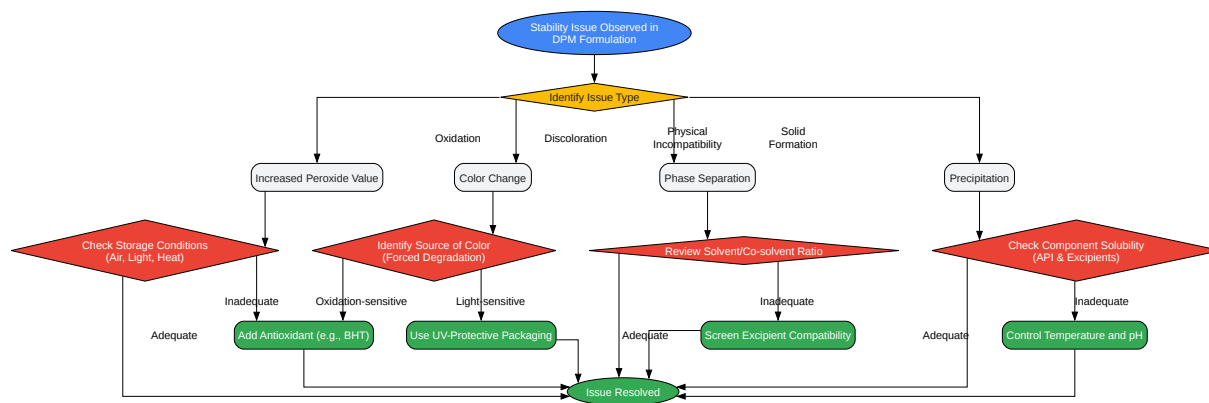 Stability Issue Observed in
DPM Formulation
Identify Issue Type
Oxidation
Discoloration
Physical
Incompatibility
Solid
Formation
Increased Peroxide Value
Color Change
Phase Separation
Precipitation
Check Storage Conditions
(Air, Light, Heat)
Identify Source of Color
(Forced Degradation)
Review Solvent/Co-solvent Ratio
Check Component Solubility
(API & Excipients)
Inadequate
Oxidation-sensitive
Light-sensitive
Inadequate
Inadequate
Adequate
Add Antioxidant (e.g., BHT)
Use UV-Protective Packaging
Adequate
Screen Excipient Compatibility
Adequate
Control Temperature and pH
Issue Resolved